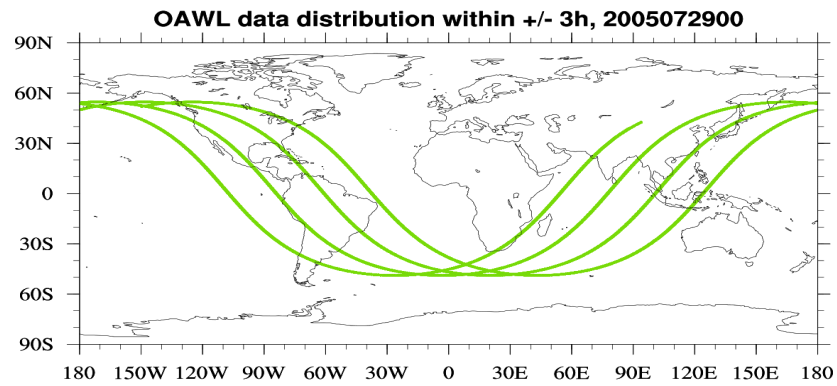 OAWL data distribution within +/- 3h, 2005072900
90N
60N
30N
0
30S
60S
90S
180 150W 120W 90W 60W 30W 0 30E 60E 90E 120E 150E 180